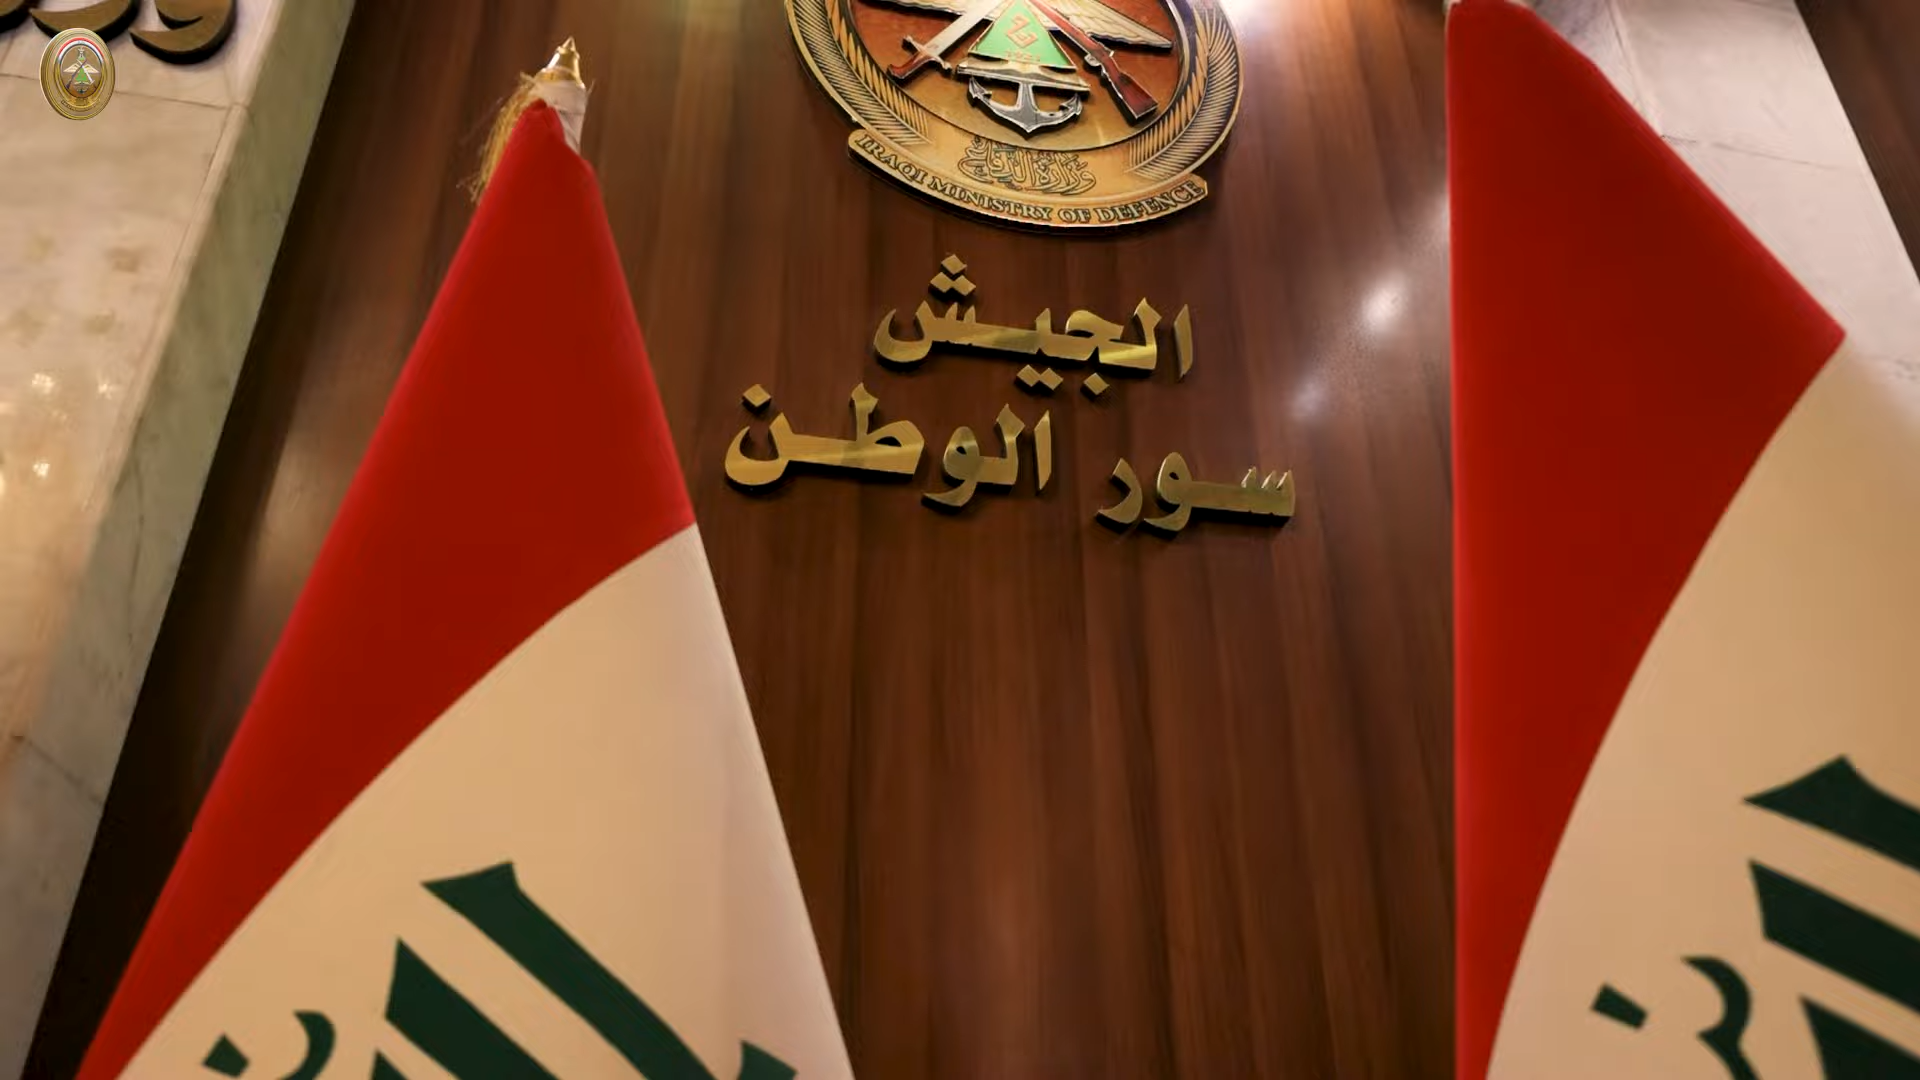 وزارة الدفاع
IRAQI MINISTRY OF DEFENCE
الجيش
سور الوطن